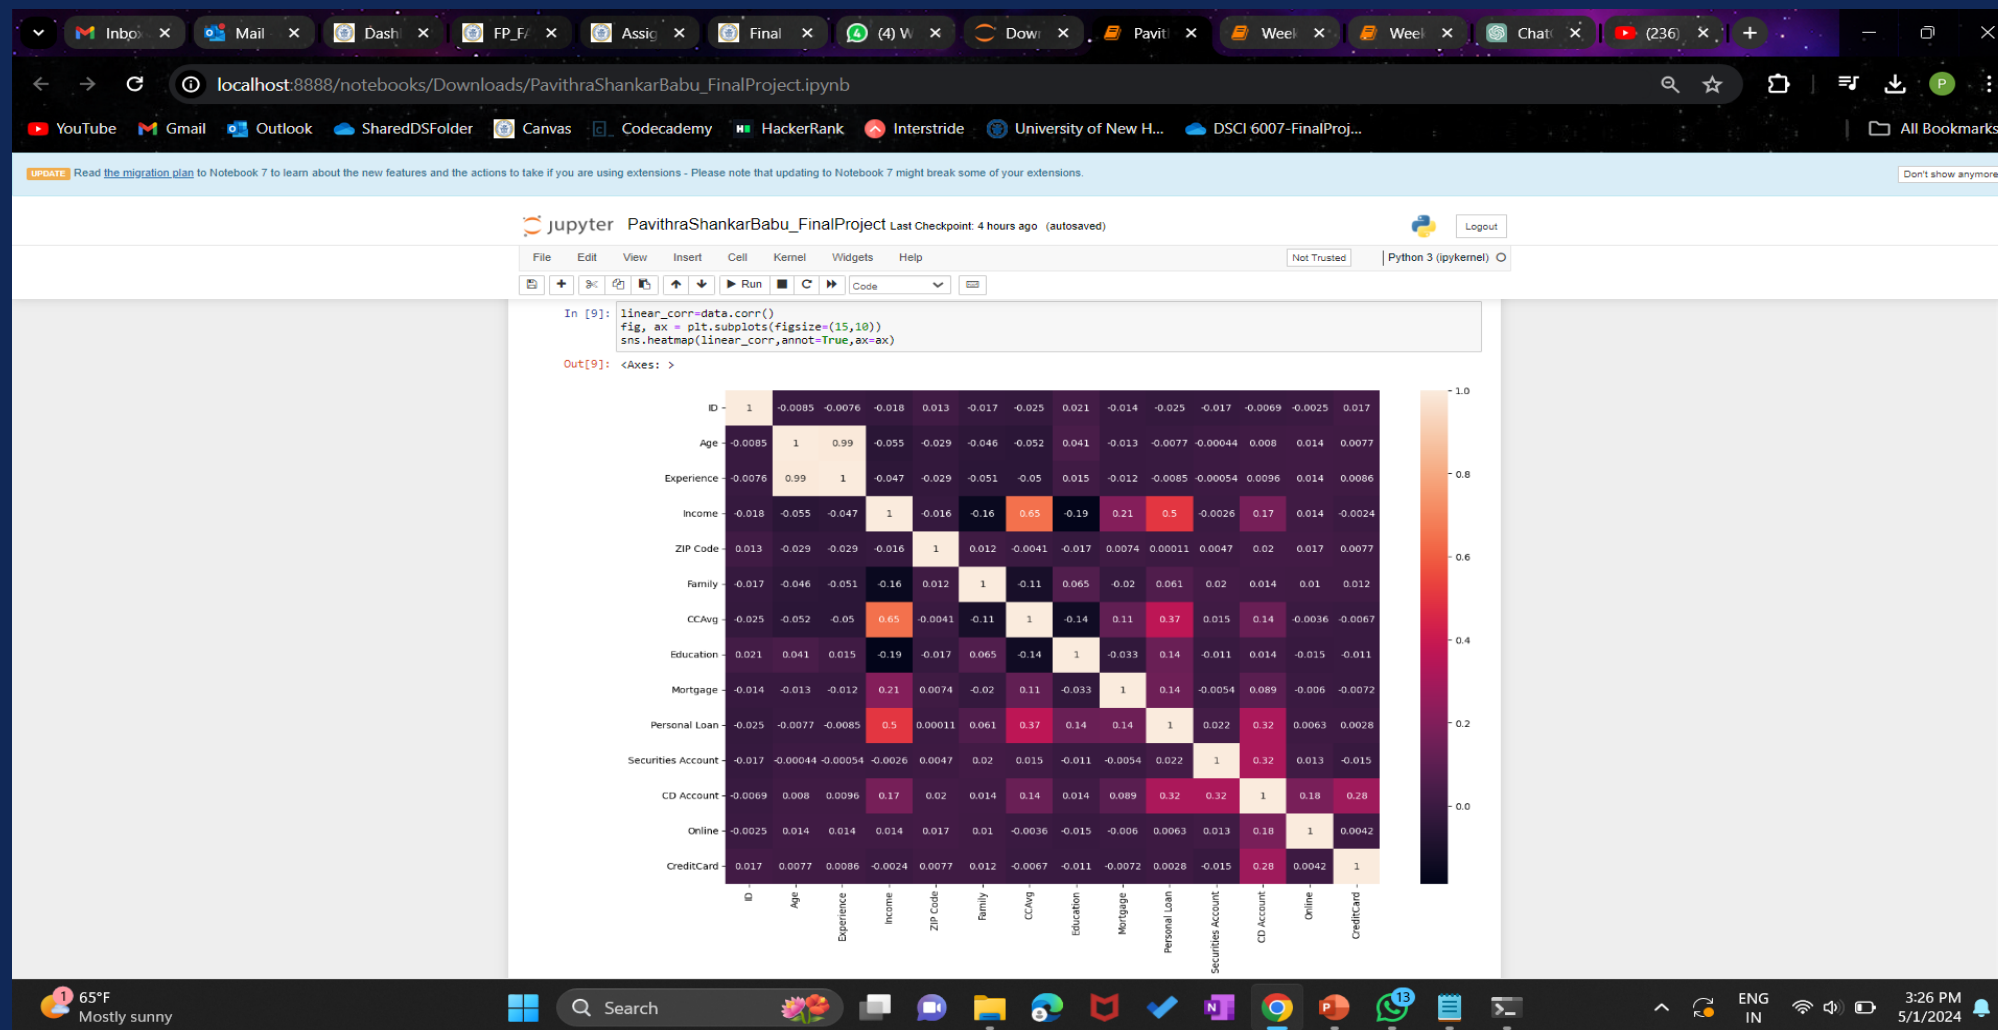 Inbox Mail Dash FP_F/ Assig Final (4) W Down Pavit Week Week Chat (236)
localhost:8888/notebooks/Downloads/PavithraShankarBabu_FinalProject.ipynb P
YouTube Gmail Outlook SharedDSFolder Canvas Codecademy HackerRank Interstride University of New H... DSCI 6007-FinalProj... All Bookmarks
UPDATE Read the migration plan to Notebook 7 to learn about the new features and the actions to take if you are using extensions - Please note that updating to Notebook 7 might break some of your extensions. Don't show anymore
jupyter PavithraShankarBabu_FinalProject Last Checkpoint: 4 hours ago (autosaved) Logout
File Edit View Insert Cell Kernel Widgets Help Not Trusted Python 3 (ipykernel)
Run Code
In [9]: linear_corr=data.corr()
fig, ax = plt.subplots(figsize=(15,10))
sns.heatmap(linear_corr,annot=True,ax=ax)
Out[9]: <Axes: >
ID 1 -0.0085 -0.0076 -0.018 0.013 -0.017 -0.025 0.021 -0.014 -0.025 -0.017 -0.0069 -0.0025 0.017
Age -0.0085 1 0.99 -0.055 -0.029 -0.046 -0.052 0.041 -0.013 -0.0077 -0.00044 0.008 0.014 0.0077
Experience -0.0076 0.99 1 -0.047 -0.029 -0.051 -0.05 0.015 -0.012 -0.0085 -0.00054 0.0096 0.014 0.0086
Income -0.018 -0.055 -0.047 1 -0.016 -0.16 0.65 -0.19 0.21 0.5 -0.0026 0.17 0.014 -0.0024
ZIP Code 0.013 -0.029 -0.029 -0.016 1 0.012 -0.0041 -0.017 0.0074 0.00011 0.0047 0.02 0.017 0.0077
Family -0.017 -0.046 -0.051 -0.16 0.012 1 -0.11 0.065 -0.02 0.061 0.02 0.014 0.01 0.012
CCAvg -0.025 -0.052 -0.05 0.65 -0.0041 -0.11 1 -0.14 0.11 0.37 0.015 0.14 -0.0036 -0.0067
Education 0.021 0.041 0.015 -0.19 -0.017 0.065 -0.14 1 -0.033 0.14 -0.011 0.014 -0.015 -0.011
Mortgage -0.014 -0.013 -0.012 0.21 0.0074 -0.02 0.11 -0.033 1 0.14 -0.0054 0.089 -0.006 -0.0072
Personal Loan -0.025 -0.0077 -0.0085 0.5 0.00011 0.061 0.37 0.14 0.14 1 0.022 0.32 0.0063 0.0028
Securities Account -0.017 -0.00044 -0.00054 -0.0026 0.0047 0.02 0.015 -0.011 -0.0054 0.022 1 0.32 0.013 -0.015
CD Account -0.0069 0.008 0.0096 0.17 0.02 0.014 0.14 0.014 0.089 0.32 0.32 1 0.18 0.28
Online -0.0025 0.014 0.014 0.014 0.017 0.01 -0.0036 -0.015 -0.006 0.0063 0.013 0.18 1 0.0042
CreditCard 0.017 0.0077 0.0086 -0.0024 0.0077 0.012 -0.0067 -0.011 -0.0072 0.0028 -0.015 0.28 0.0042 1
ID Age Experience Income ZIP Code Family CCAvg Education Mortgage Personal Loan Securities Account CD Account Online CreditCard
1.0
0.8
0.6
0.4
0.2
0.0
1 65°F
Mostly sunny
Search
13
ENG
IN
3:26 PM
5/1/2024